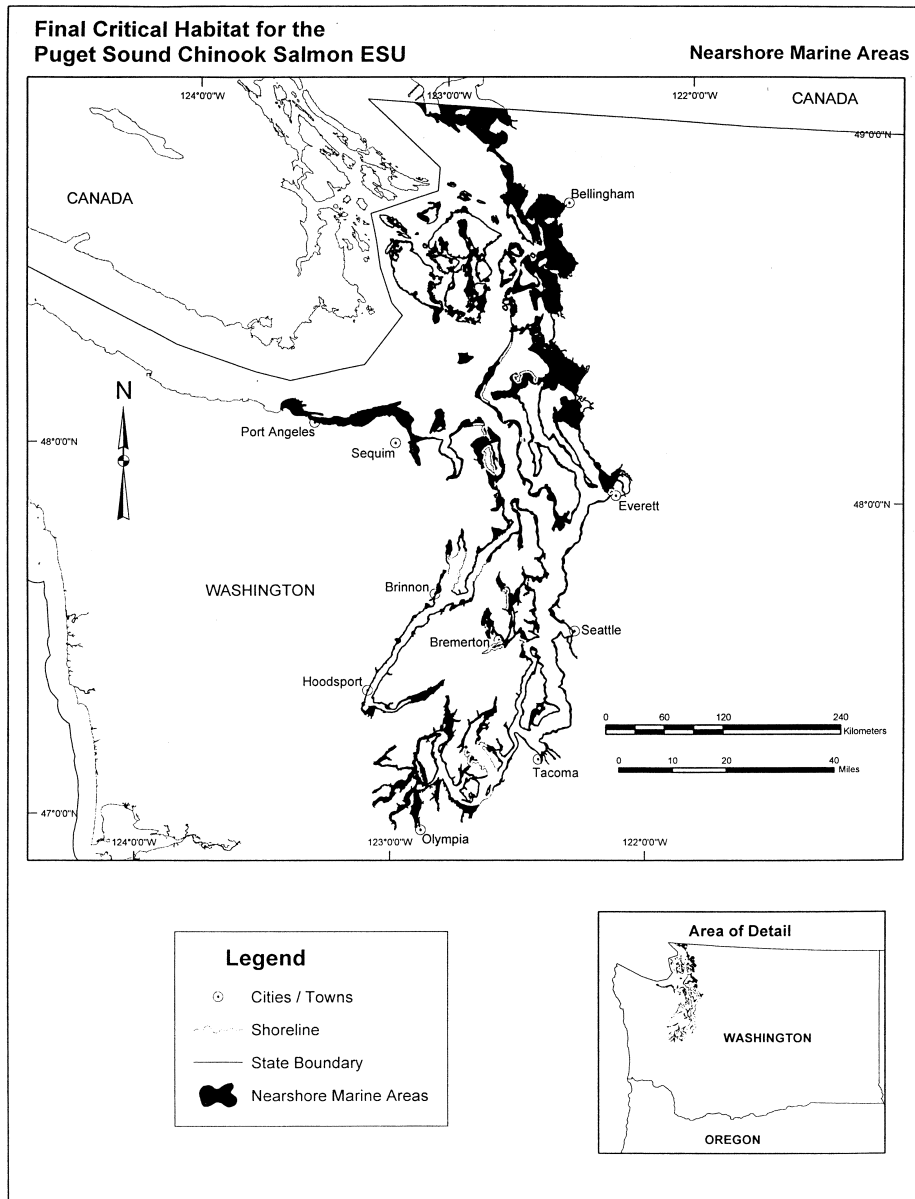 Final Critical Habitat for the
Puget Sound Chinook Salmon ESU
Nearshore Marine Areas
124°0'0"W
123°0'0"W
122°0'0"W
CANADA
49°0'0"N
CANADA
Bellingham
N
Port Angeles
48°0'0"N
Sequim
Everett
48°0'0"N
WASHINGTON
Brinnon
Seattle
Bremerton
Hoodsport
0 60 120 240
Kilometers
0 10 20 40
Miles
Tacoma
47°0'0"N
Olympia
124°0'0"W
123°0'0"W
122°0'0"W
Legend
Cities / Towns
Shoreline
State Boundary
Nearshore Marine Areas
Area of Detail
WASHINGTON
OREGON